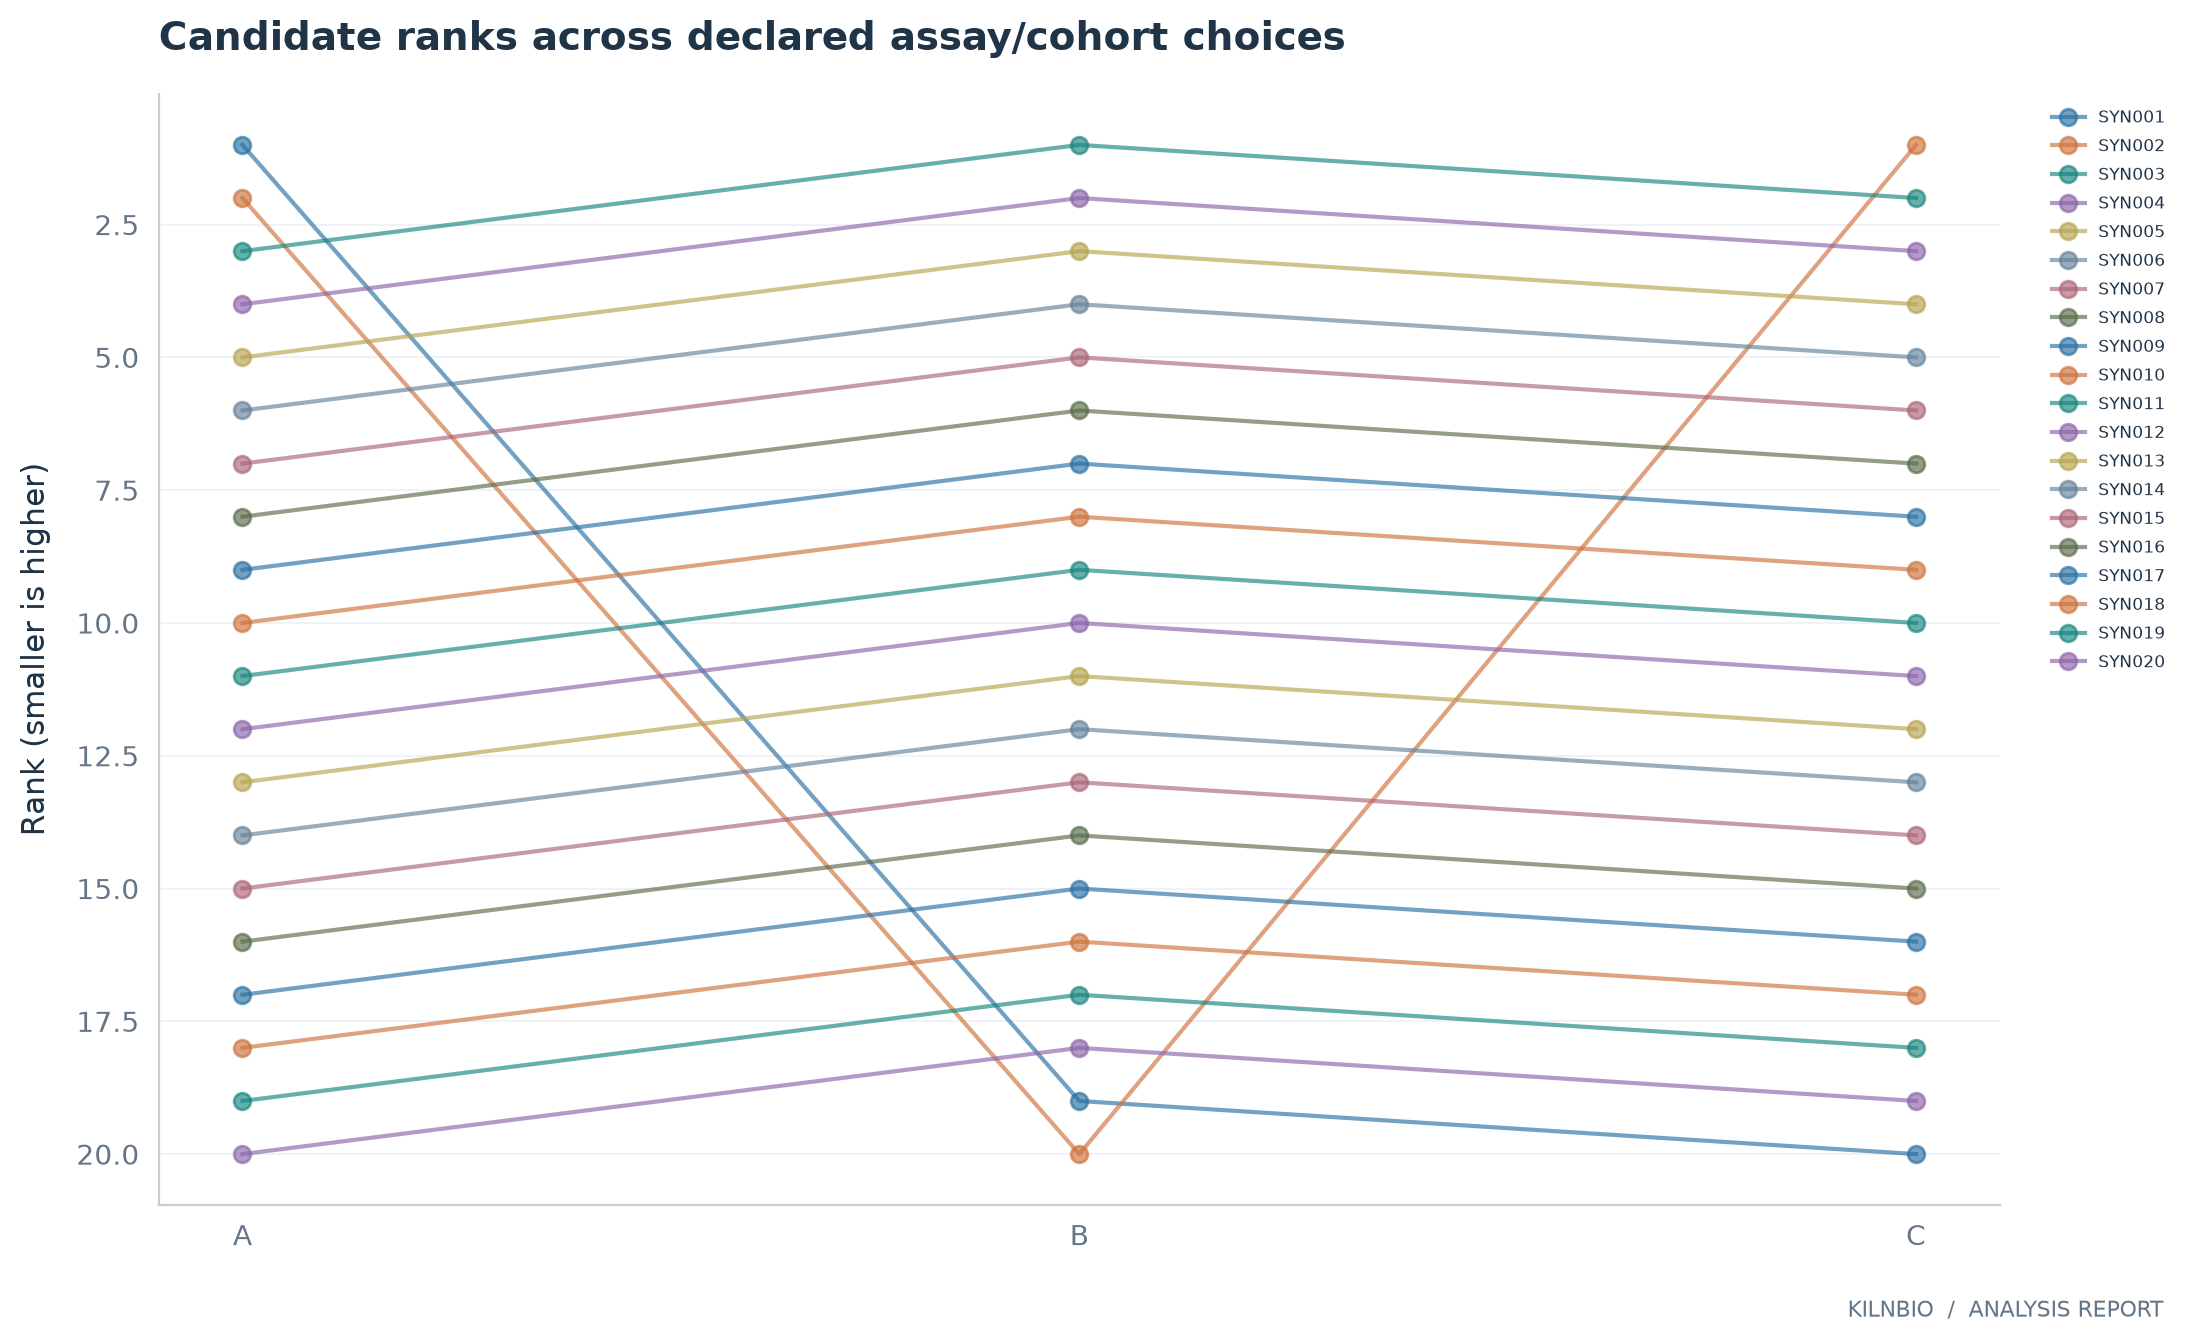 Candidate ranks across declared assay/cohort choices
Rank (smaller is higher)
2.5
5.0
7.5
10.0
12.5
15.0
17.5
20.0
A
B
C
SYN001
SYN002
SYN003
SYN004
SYN005
SYN006
SYN007
SYN008
SYN009
SYN010
SYN011
SYN012
SYN013
SYN014
SYN015
SYN016
SYN017
SYN018
SYN019
SYN020
KILNBIO / ANALYSIS REPORT